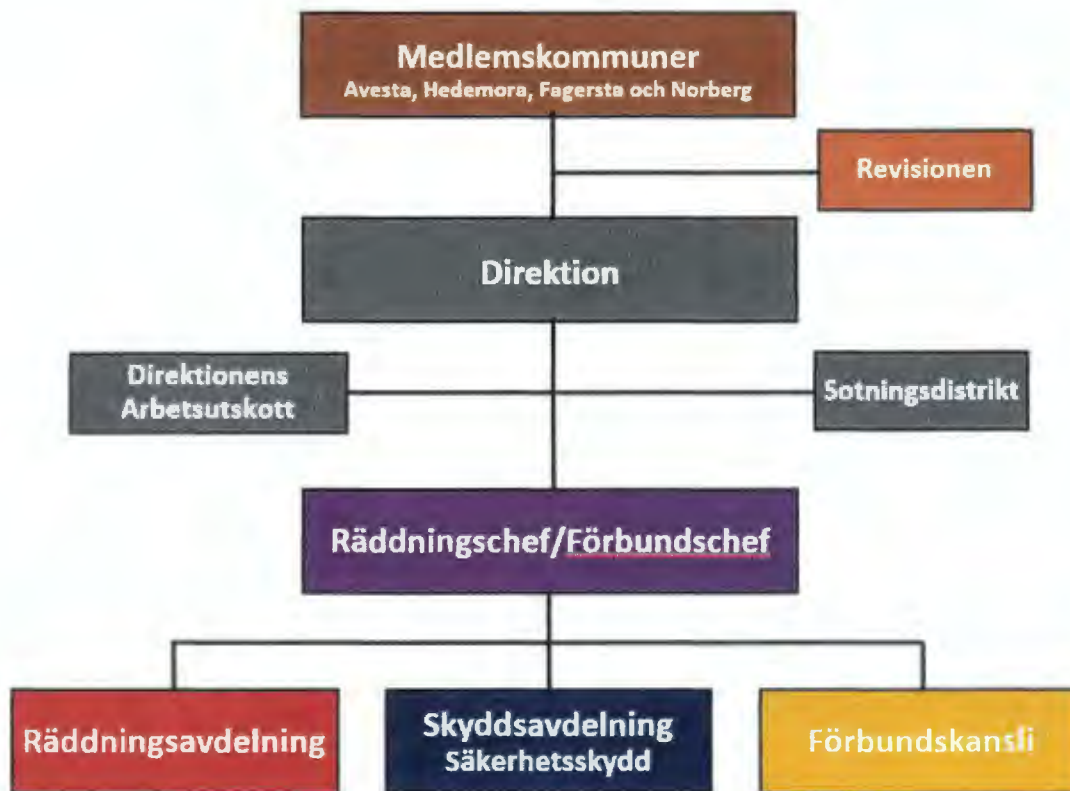 Medlemskommuner
Avesta, Hedemora, Fagersta och Norberg
Revisionen
Direktion
Direktionens
Arbetsutskott
Sotningsdistrikt
Räddningschef/Förbundschef
Räddningsavdelning
Skyddsavdelning
Säkerhetsskydd
Förbundskansli